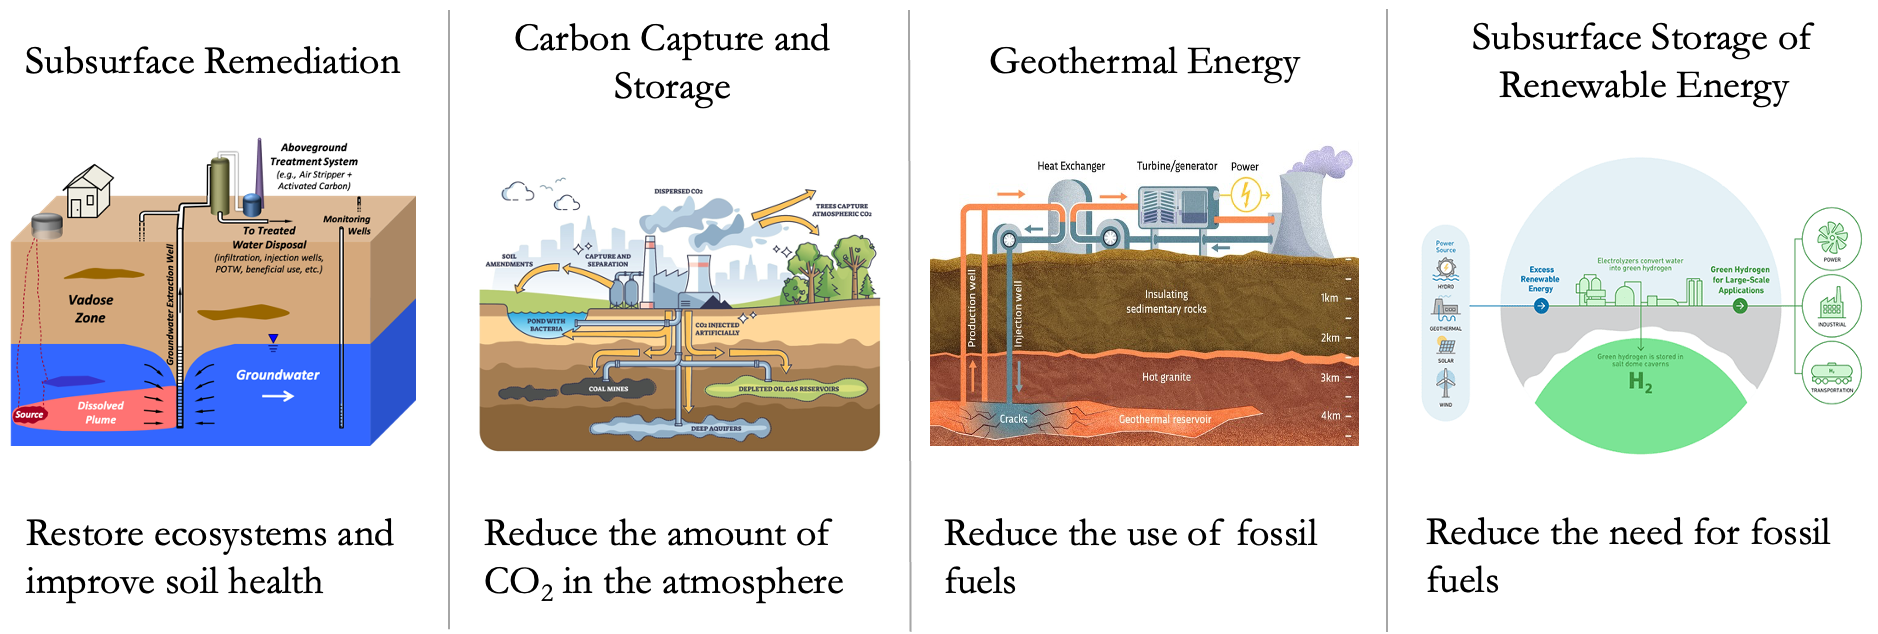 Subsurface Remediation
Aboveground
Treatment System
(e.g., Air Stripper +
Activated Carbon)
Monitoring
Wells
To Treated
Water Disposal
(infiltration, injection wells,
POTW, beneficial use, etc.)
Groundwater Extraction Well
Vadose
Zone
Groundwater
Source
Dissolved
Plume
Restore ecosystems and
improve soil health
Carbon Capture and
Storage
DISPERSED CO₂
TREES CAPTURE
ATMOSPHERIC CO₂
SOIL
AMENDMENTS
CAPTURE AND
SEPARATION
POND WITH
BACTERIA
CO₂ INJECTED
ARTIFICIALLY
COAL MINES
DEPLETED OIL GAS RESERVOIRS
DEEP AQUIFERS
Reduce the amount of
CO₂ in the atmosphere
Geothermal Energy
Heat Exchanger
Turbine/generator
Power
Production well
Injection well
Insulating
sedimentary rocks
1km
2km
Hot granite
3km
4km
Cracks
Geothermal reservoir
Reduce the use of fossil
fuels
Subsurface Storage of
Renewable Energy
Power
Source
HYDRO
GEOTHERMAL
SOLAR
WIND
Excess
Renewable
Energy
Electrolyzers convert water
into green hydrogen
Green Hydrogen
for Large-Scale
Applications
Green hydrogen is stored in
salt dome caverns
H₂
POWER
INDUSTRIAL
H₂
TRANSPORTATION
Reduce the need for fossil
fuels